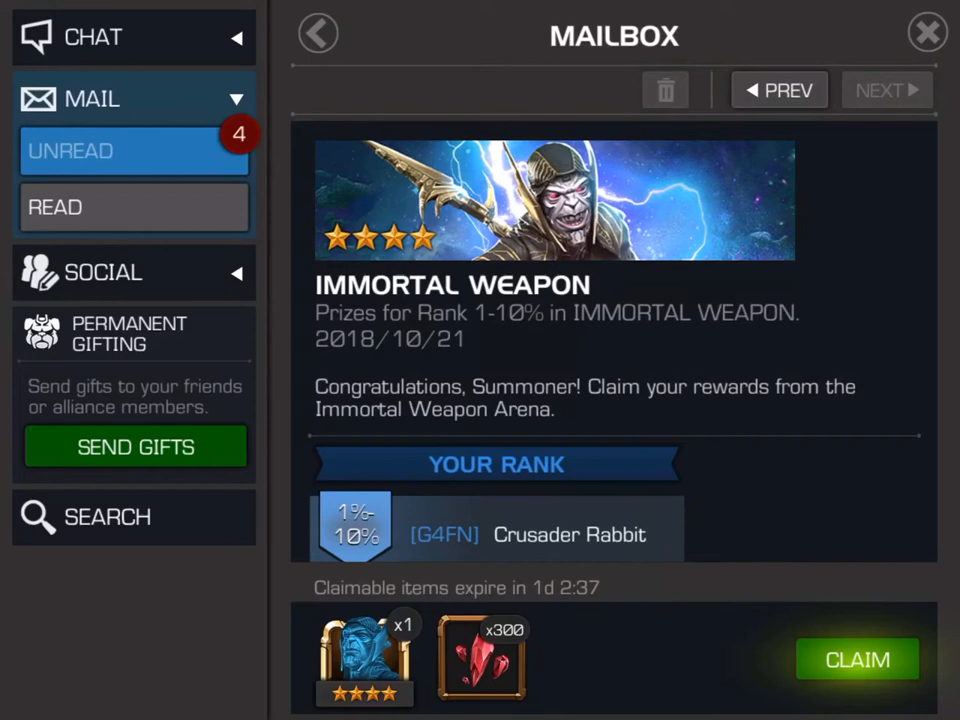 CHAT
MAIL
UNREAD
4
READ
SOCIAL
PERMANENT
GIFTING
Send gifts to your friends
or alliance members.
SEND GIFTS
SEARCH
MAILBOX
PREV
NEXT
IMMORTAL WEAPON
Prizes for Rank 1-10% in IMMORTAL WEAPON.
2018/10/21
Congratulations, Summoner! Claim your rewards from the
Immortal Weapon Arena.
YOUR RANK
1%-
10%
[G4FN] Crusader Rabbit
Claimable items expire in 1d 2:37
x1
x300
CLAIM